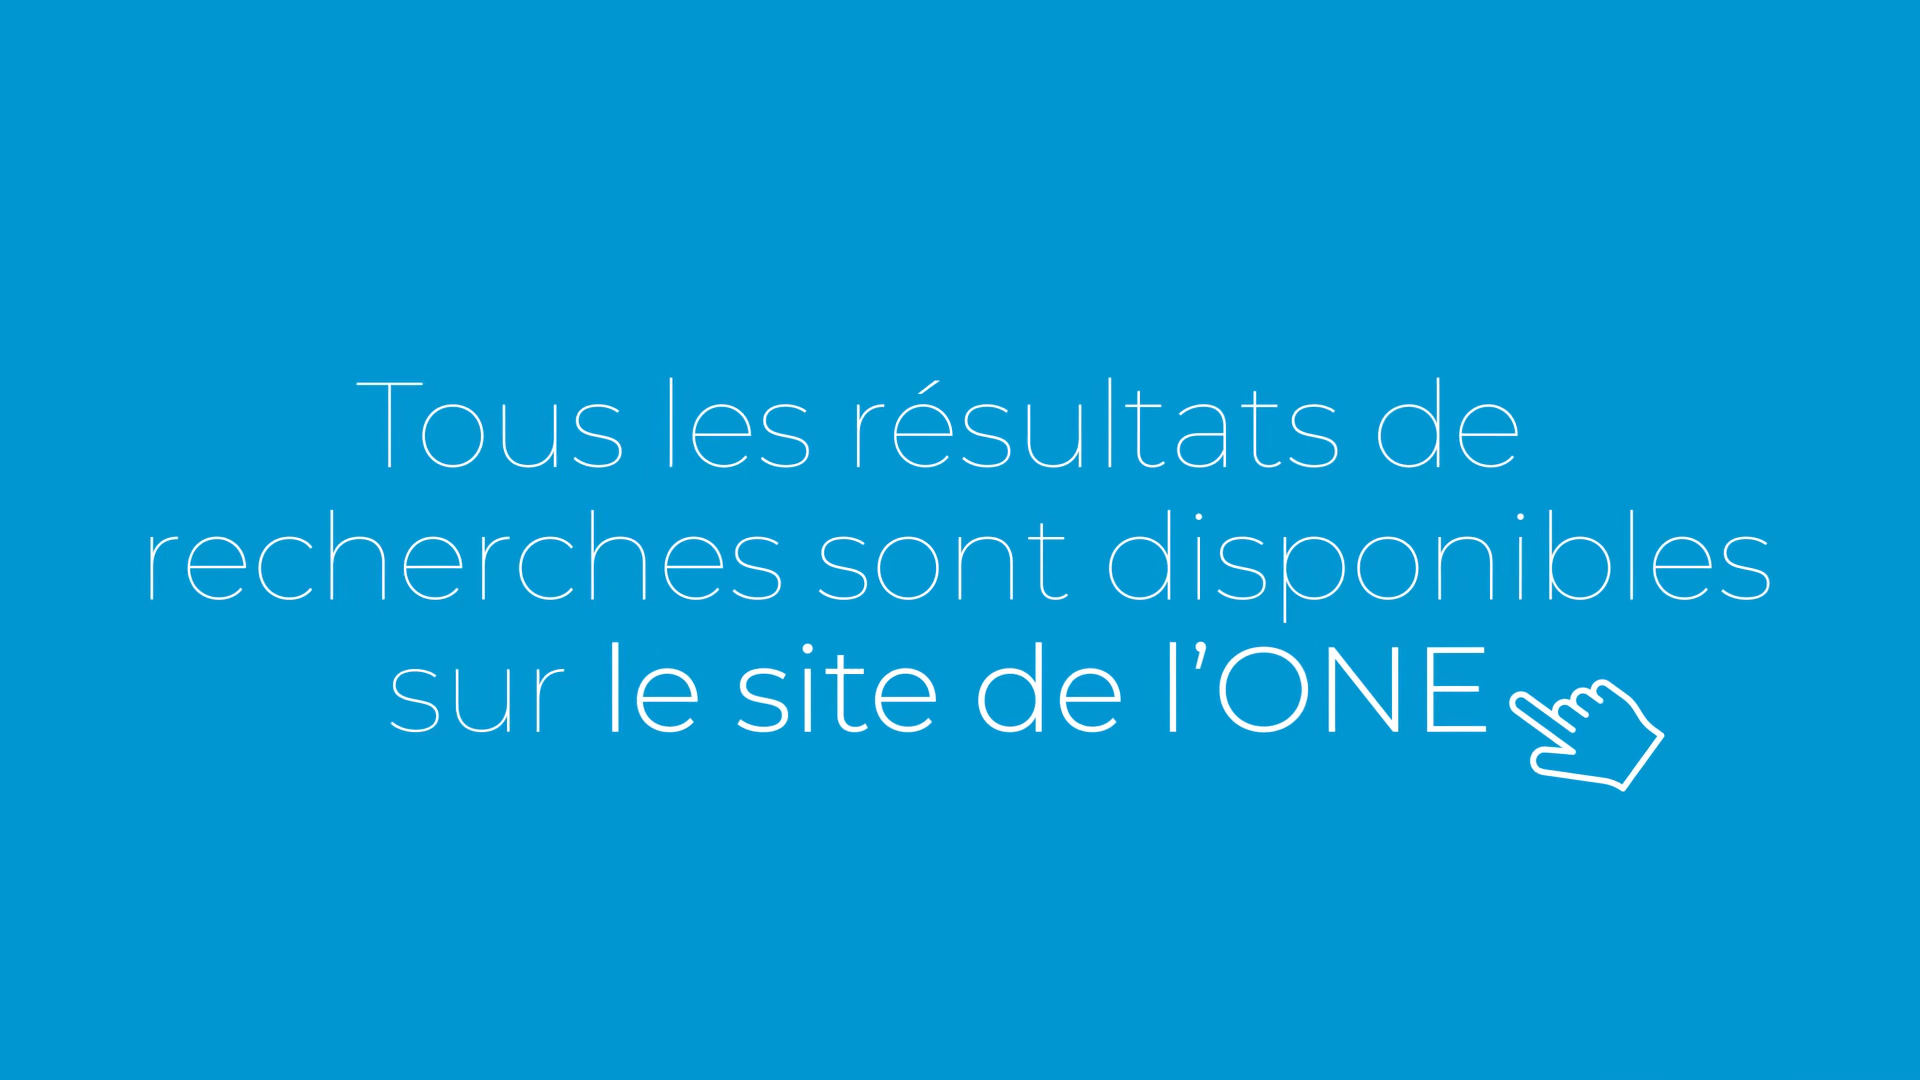 Tous les résultats de
recherches sont disponibles
sur le site de l’ONE